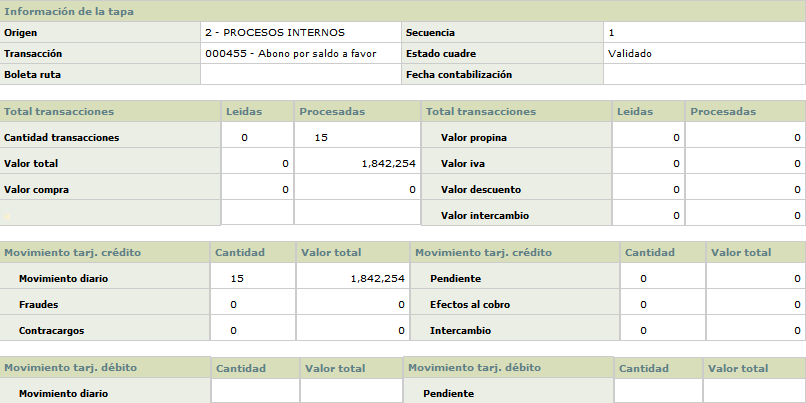 Información de la tapa
Origen 2 - PROCESOS INTERNOS Secuencia 1
Transacción 000455 - Abono por saldo a favor Estado cuadre Validado
Boleta ruta Fecha contabilización
Total transacciones Leidas Procesadas Total transacciones Leidas Procesadas
Cantidad transacciones 0 15 Valor propina 0 0
Valor total 0 1,842,254 Valor iva 0 0
Valor compra 0 0 Valor descuento 0 0
Valor intercambio 0 0
Movimiento tarj. crédito Cantidad Valor total Movimiento tarj. crédito Cantidad Valor total
Movimiento diario 15 1,842,254 Pendiente 0 0
Fraudes 0 0 Efectos al cobro 0 0
Contracargos 0 0 Intercambio 0 0
Movimiento tarj. débito Cantidad Valor total Movimiento tarj. débito Cantidad Valor total
Movimiento diario Pendiente